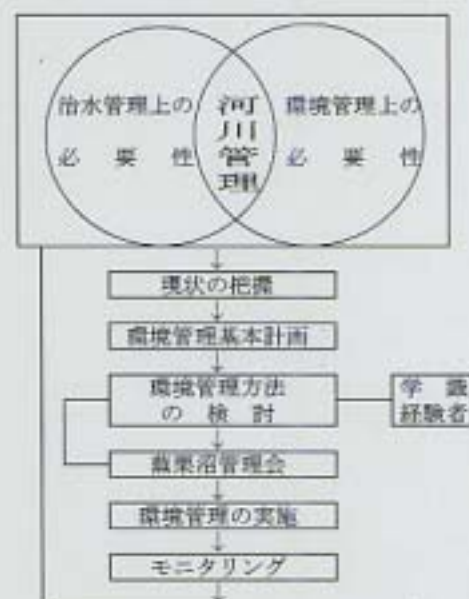 治水管理上の
必要性
河川管理
環境管理上の
必要性
現状の把握
環境管理基本計画
環境管理方法
の検討
学識
経験者
蕪栗沼管理会
環境管理の実施
モニタリング